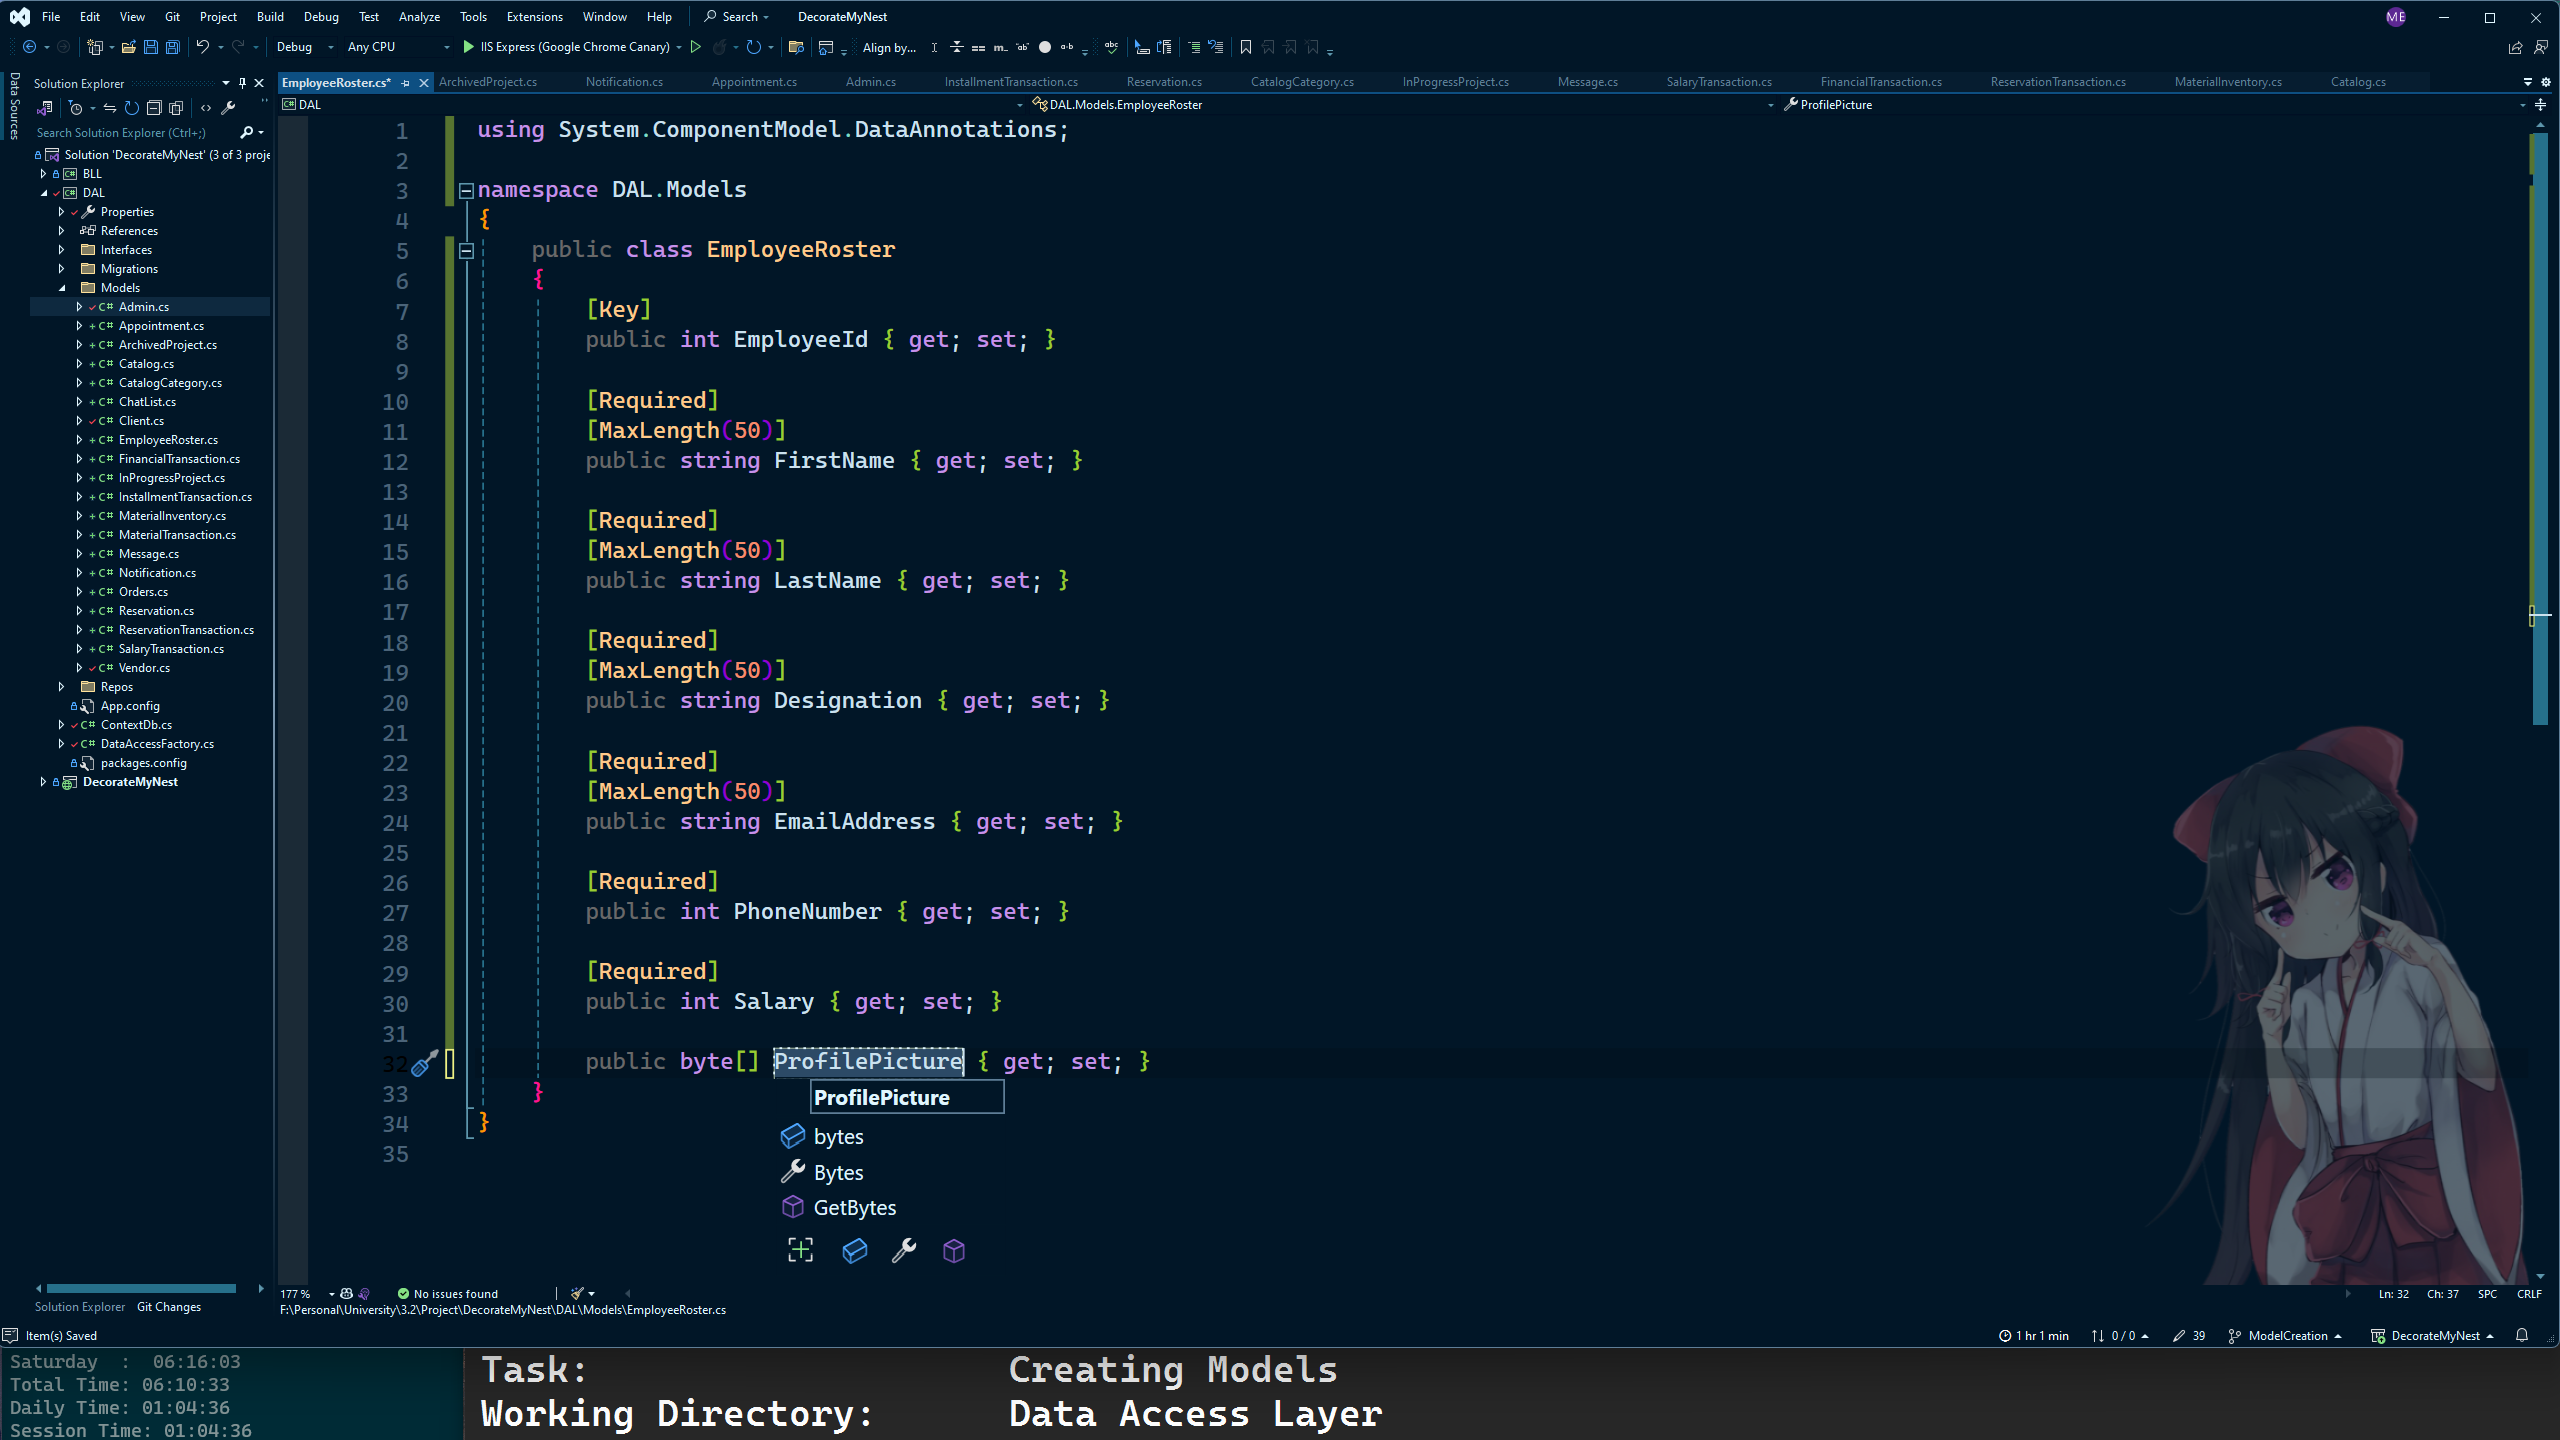 File Edit View Git Project Build Debug Test Analyze Tools Extensions Window Help Search DecorateMyNest ME
Debug Any CPU IIS Express (Google Chrome Canary) Align by...
Data Sources
Solution Explorer
Search Solution Explorer (Ctrl+;)
Solution 'DecorateMyNest' (3 of 3 proje
BLL
DAL
Properties
References
Interfaces
Migrations
Models
C# Admin.cs
C# Appointment.cs
C# ArchivedProject.cs
C# Catalog.cs
C# CatalogCategory.cs
C# ChatList.cs
C# Client.cs
C# EmployeeRoster.cs
C# FinancialTransaction.cs
C# InProgressProject.cs
C# InstallmentTransaction.cs
C# MaterialInventory.cs
C# MaterialTransaction.cs
C# Message.cs
C# Notification.cs
C# Orders.cs
C# Reservation.cs
C# ReservationTransaction.cs
C# SalaryTransaction.cs
C# Vendor.cs
Repos
App.config
C# ContextDb.cs
C# DataAccessFactory.cs
packages.config
DecorateMyNest
Solution Explorer Git Changes
EmployeeRoster.cs* ArchivedProject.cs Notification.cs Appointment.cs Admin.cs InstallmentTransaction.cs Reservation.cs CatalogCategory.cs InProgressProject.cs Message.cs SalaryTransaction.cs FinancialTransaction.cs ReservationTransaction.cs MaterialInventory.cs Catalog.cs
C# DAL DAL.Models.EmployeeRoster ProfilePicture
1 using System.ComponentModel.DataAnnotations;
2
3 namespace DAL.Models
4 {
5 public class EmployeeRoster
6 {
7 [Key]
8 public int EmployeeId { get; set; }
9
10 [Required]
11 [MaxLength(50)]
12 public string FirstName { get; set; }
13
14 [Required]
15 [MaxLength(50)]
16 public string LastName { get; set; }
17
18 [Required]
19 [MaxLength(50)]
20 public string Designation { get; set; }
21
22 [Required]
23 [MaxLength(50)]
24 public string EmailAddress { get; set; }
25
26 [Required]
27 public int PhoneNumber { get; set; }
28
29 [Required]
30 public int Salary { get; set; }
31
32 public byte[] ProfilePicture { get; set; }
33 }
34 }
35
ProfilePicture
bytes
Bytes
GetBytes
177 % No issues found Ln: 32 Ch: 37 SPC CRLF
F:\Personal\University\3.2\Project\DecorateMyNest\DAL\Models\EmployeeRoster.cs
Item(s) Saved 1 hr 1 min 0 / 0 39 ModelCreation DecorateMyNest
Saturday : 06:16:03
Total Time: 06:10:33
Daily Time: 01:04:36
Session Time: 01:04:36
Task: Creating Models
Working Directory: Data Access Layer